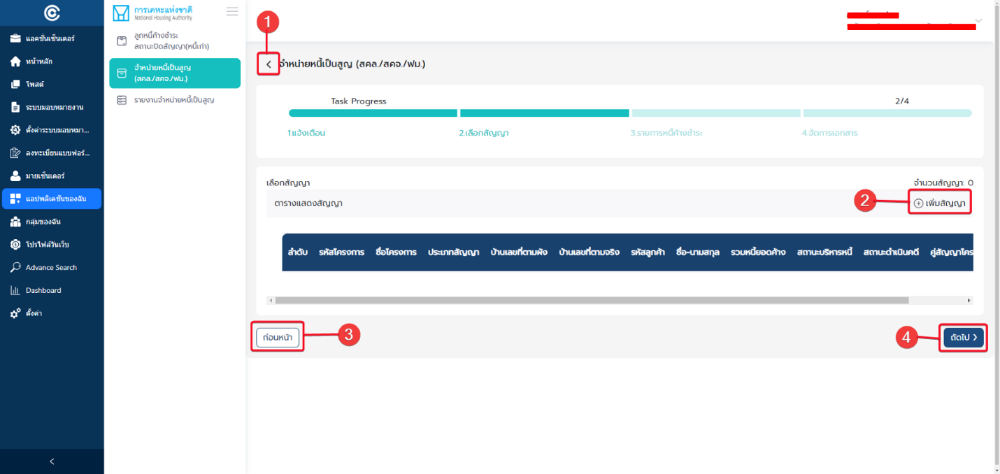 การเคหะแห่งชาติ
National Housing Authority
แอคชั่นเซ็นเตอร์
หน้าหลัก
โพสต์
ระบบมอบหมายงาน
ตั้งค่าระบบมอบหมา...
ลงทะเบียนแบบฟอร์...
มายเซ็นเตอร์
แอปพลิเคชันของฉัน
กลุ่มของฉัน
โปรไฟล์วันเว็บ
Advance Search
Dashboard
ตั้งค่า
ลูกหนี้ค้างชำระ
สถานะปิดสัญญา(หนี้เก่า)
จำหน่ายหนี้เป็นสูญ
(สคล./สคจ./ฟม.)
รายงานจำหน่ายหนี้เป็นสูญ
1
จำหน่ายหนี้เป็นสูญ (สคล./สคจ./ฟม.)
Task Progress 2/4
1.แจ้งเตือน 2.เลือกสัญญา 3.รายการหนี้ค้างชำระ 4.จัดการเอกสาร
เลือกสัญญา จำนวนสัญญา: 0
ตารางแสดงสัญญา 2 เพิ่มสัญญา
ลำดับ รหัสโครงการ ชื่อโครงการ ประเภทสัญญา บ้านเลขที่ตามผัง บ้านเลขที่ตามจริง รหัสลูกค้า ชื่อ-นามสกุล รวมหนี้ยอดค้าง สถานะบริหารหนี้ สถานะดำเนินคดี คู่สัญญาโคร
ก่อนหน้า 3 4 ถัดไป